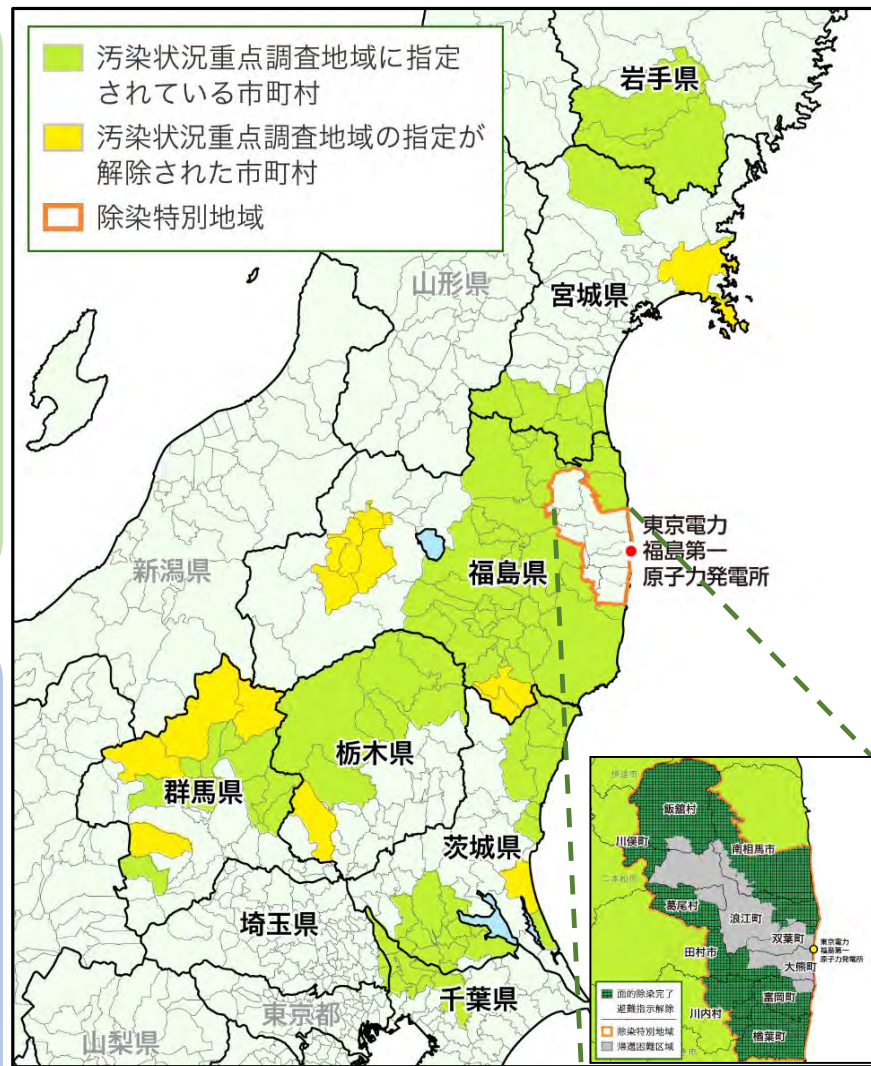 汚染状況重点調査地域に指定
されている市町村
汚染状況重点調査地域の指定が
解除された市町村
除染特別地域
岩手県
山形県
宮城県
東京電力
福島第一
原子力発電所
新潟県
福島県
栃木県
群馬県
茨城県
埼玉県
千葉県
東京都
山梨県
伊達市
飯舘村
川俣町
南相馬市
二本松市
葛尾村
浪江町
双葉町
東京電力
福島第一
原子力発電所
田村市
大熊町
富岡町
川内村
楢葉町
面的除染完了
避難指示解除
除染特別地域
帰還困難区域